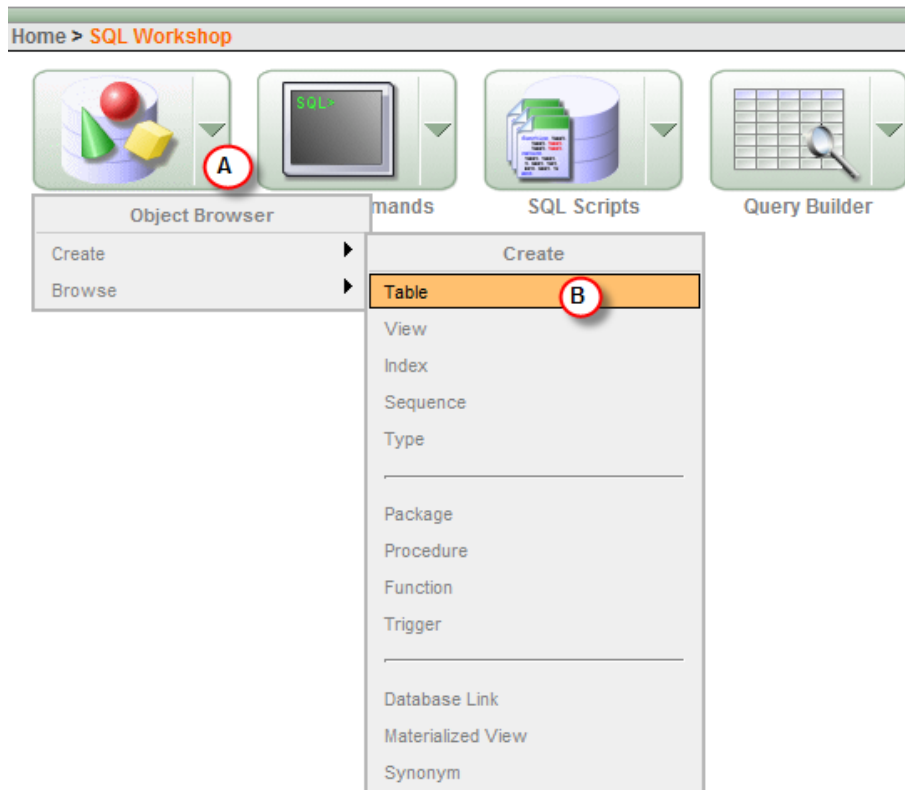 Home > SQL Workshop
SQL>
A
mands
SQL Scripts
Query Builder
Object Browser
Create
Browse
Create
Table
B
View
Index
Sequence
Type
Package
Procedure
Function
Trigger
Database Link
Materialized View
Synonym